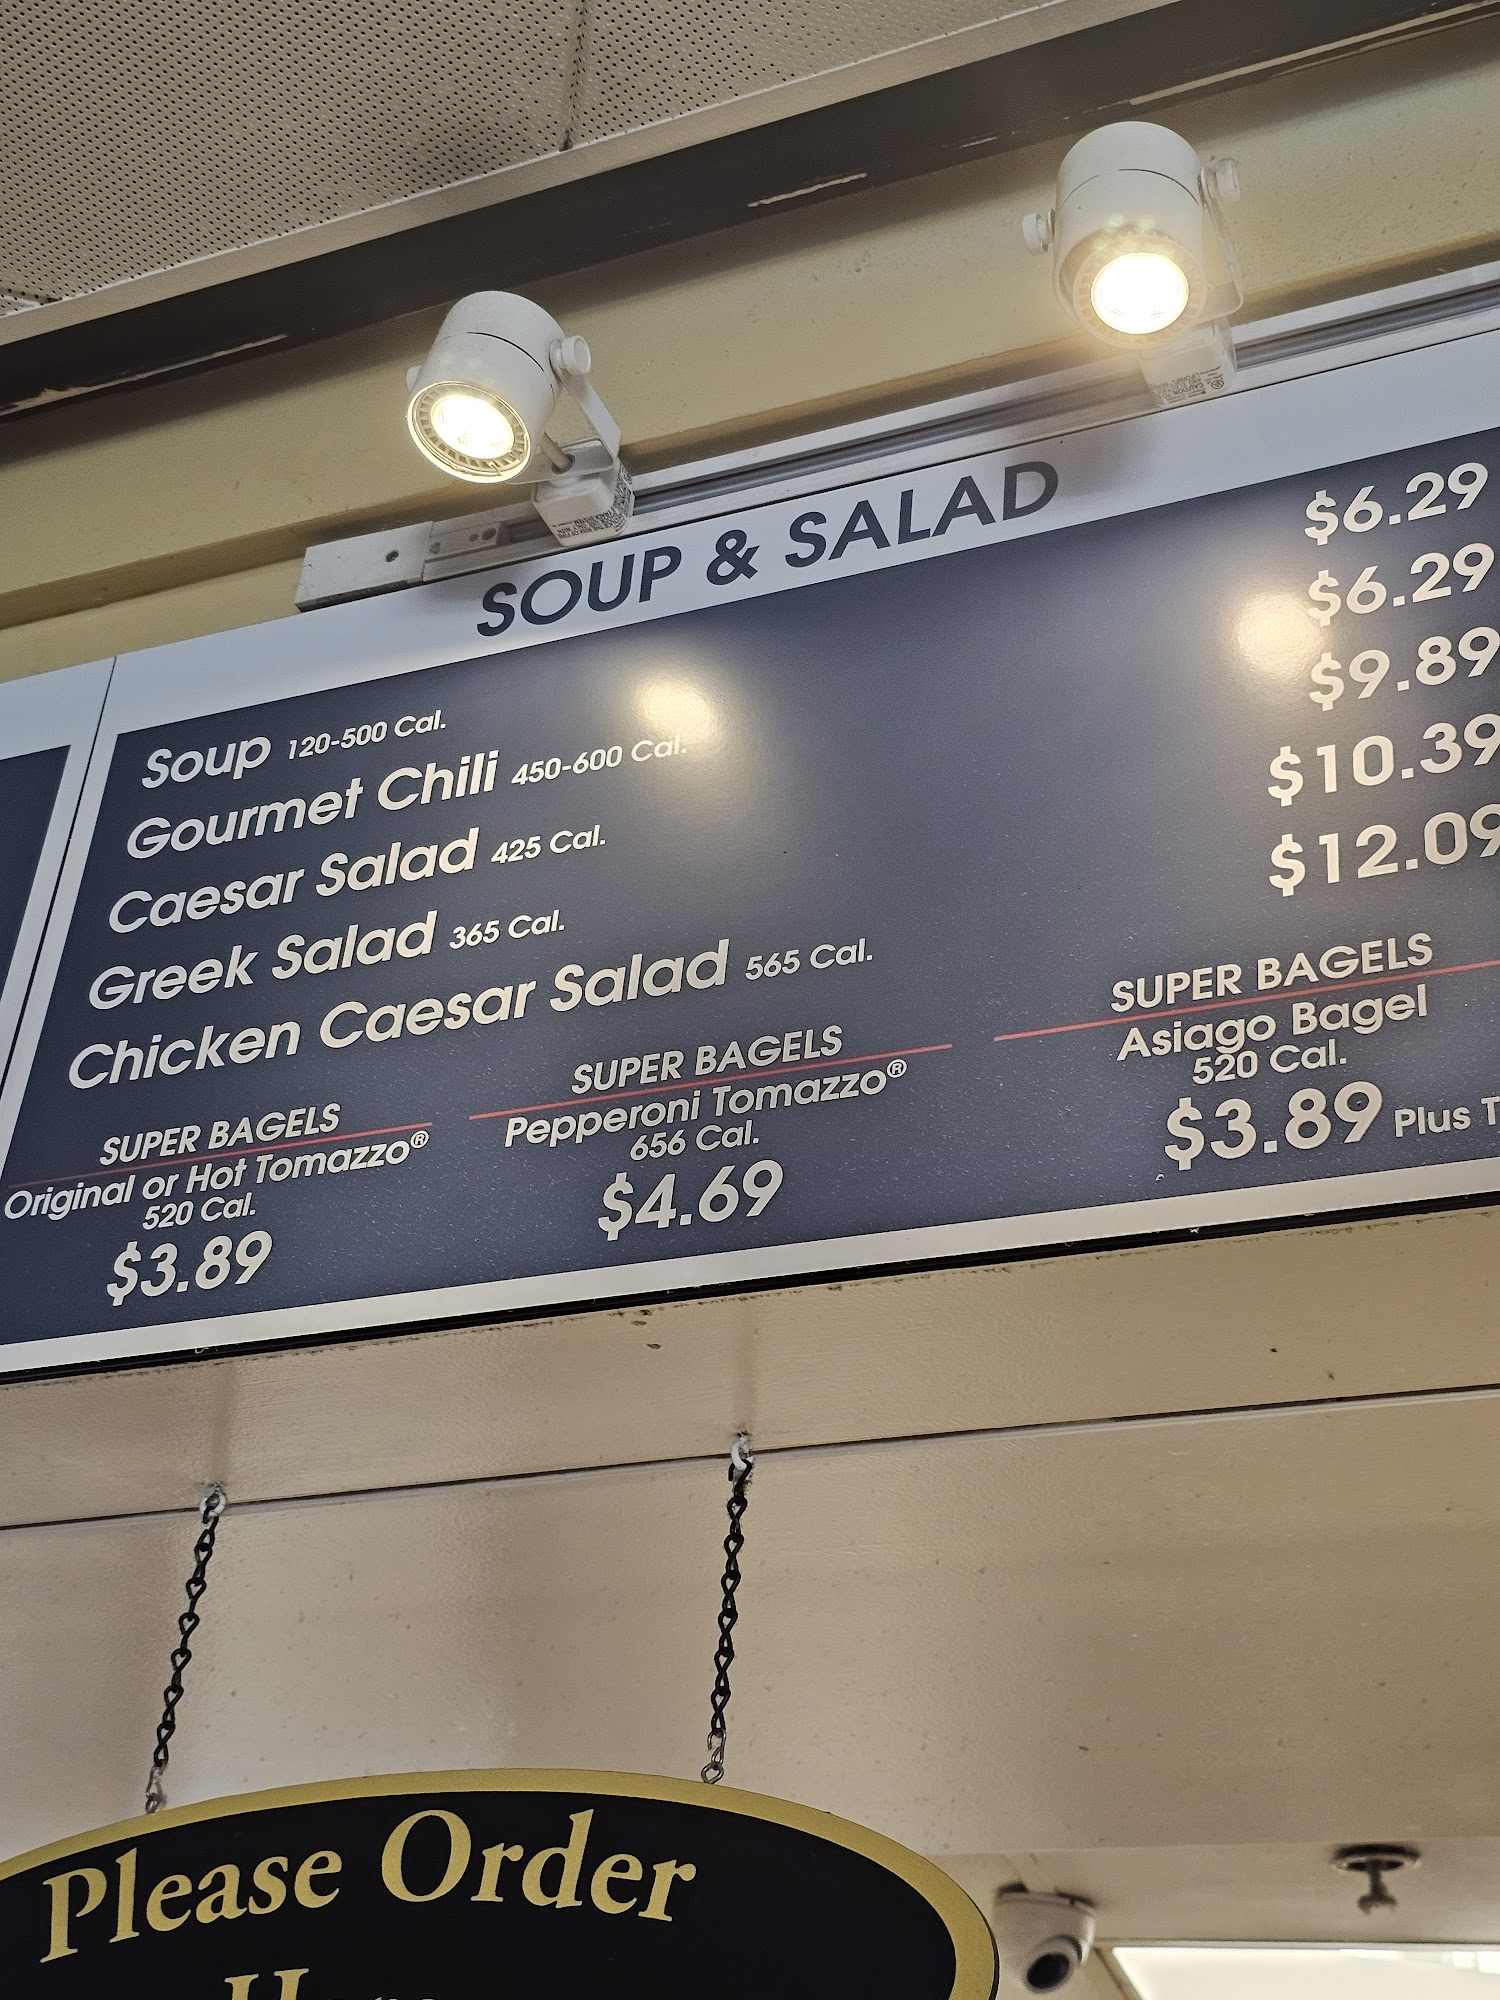 SOUP & SALAD
Soup 120-500 Cal. $6.29
Gourmet Chili 450-600 Cal. $6.29
Caesar Salad 425 Cal. $9.89
Greek Salad 365 Cal. $10.39
Chicken Caesar Salad 565 Cal. $12.09
SUPER BAGELS
Original or Hot Tomazzo®
520 Cal.
$3.89
SUPER BAGELS
Pepperoni Tomazzo®
656 Cal.
$4.69
SUPER BAGELS
Asiago Bagel
520 Cal.
$3.89 Plus
Please Order